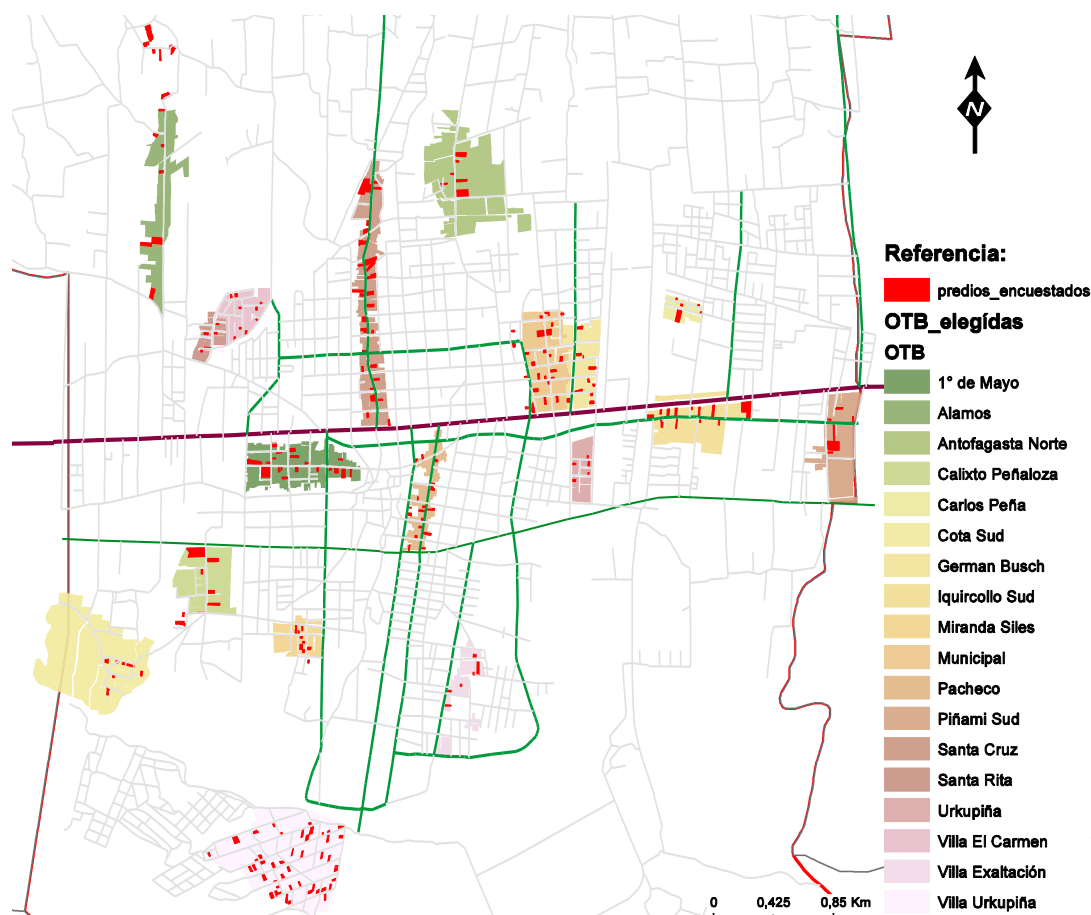 N
Referencia:
predios_encuestados
OTB_elegídas
OTB
1° de Mayo
Alamos
Antofagasta Norte
Calixto Peñaloza
Carlos Peña
Cota Sud
German Busch
Iquircollo Sud
Miranda Siles
Municipal
Pacheco
Piñami Sud
Santa Cruz
Santa Rita
Urkupiña
Villa El Carmen
Villa Exaltación
Villa Urkupiña
0 0,425 0,85 Km